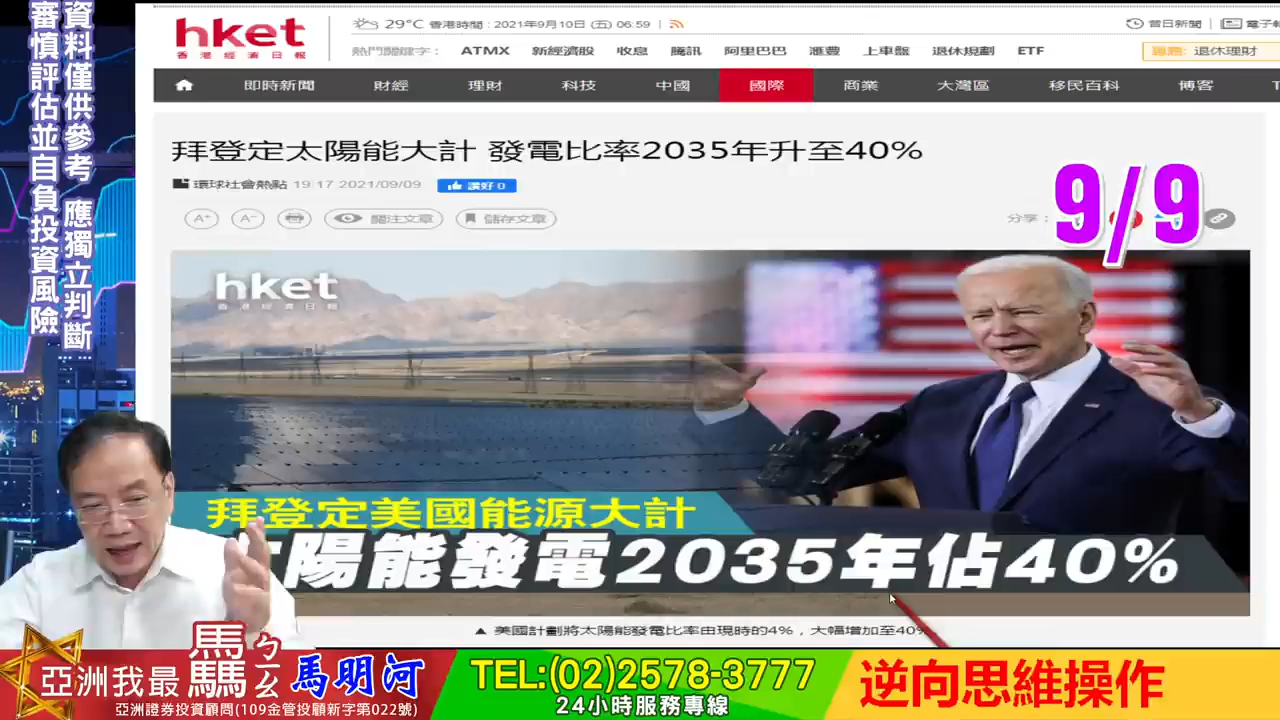 資料僅供參考 應獨立判斷
審慎評估並自負投資風險
hket
香港經濟日報
29°C 香港時間：2021年9月10日 (五) 06:59
昔日新聞
熱門關鍵字： ATMX 新經濟股 收息 騰訊 阿里巴巴 滙豐 上車盤 退休規劃 ETF
專題: 退休理財
即時新聞 財經 理財 科技 中國 國際 商業 大灣區 移民百科 博客
拜登定太陽能大計 發電比率2035年升至40%
環球社會熱點 19:17 2021/09/09 讚好 0
A+ A- 關注文章 儲存文章
分享：
9/9
hket
香港經濟日報
拜登定美國能源大計
陽能發電2035年佔40%
▲ 美國計劃將太陽能發電比率由現時的4%，大幅增加至40%
亞洲我最馬驫ㄅㄧㄠ 馬明河
亞洲證券投資顧問(109金管投顧新字第022號)
TEL:(02)2578-3777
24小時服務專線
逆向思維操作